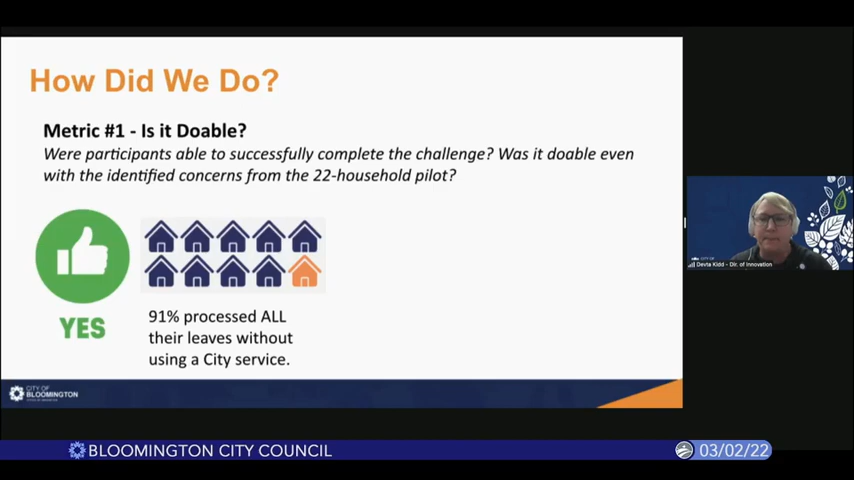 How Did We Do?
Metric #1 - Is it Doable?
Were participants able to successfully complete the challenge? Was it doable even
with the identified concerns from the 22-household pilot?
YES
91% processed ALL
their leaves without
using a City service.
Devta Kidd - Dir. of Innovation
CITY OF
BLOOMINGTON
BLOOMINGTON CITY COUNCIL
03/02/22